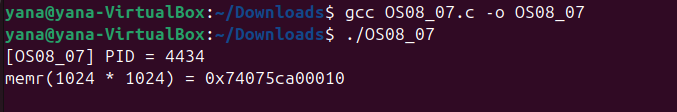 yana@yana-VirtualBox:~/Downloads$ gcc OS08_07.c -o OS08_07
yana@yana-VirtualBox:~/Downloads$ ./OS08_07
[OS08_07] PID = 4434
memr(1024 * 1024) = 0x74075ca00010